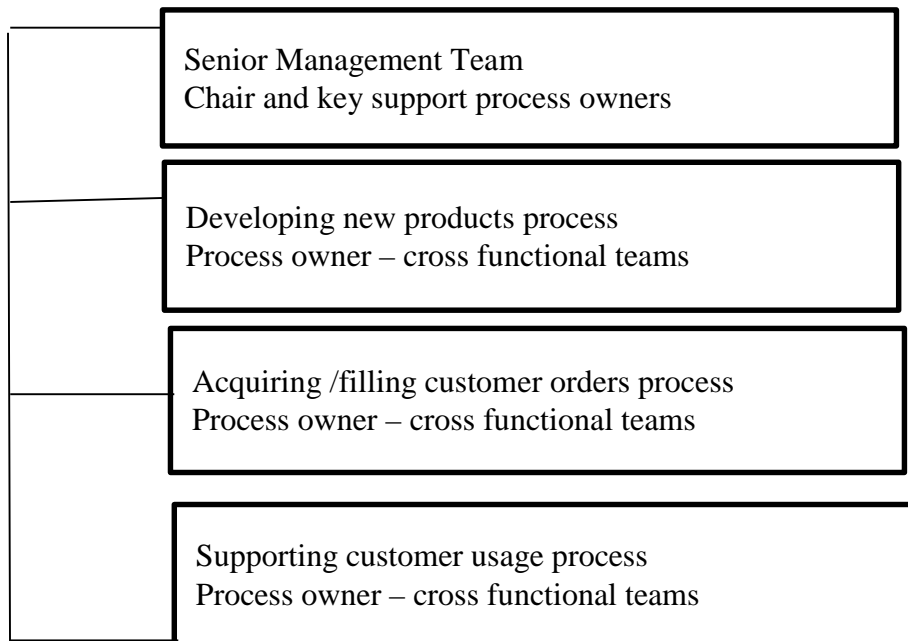 Senior Management Team
Chair and key support process owners
Developing new products process
Process owner – cross functional teams
Acquiring /filling customer orders process
Process owner – cross functional teams
Supporting customer usage process
Process owner – cross functional teams